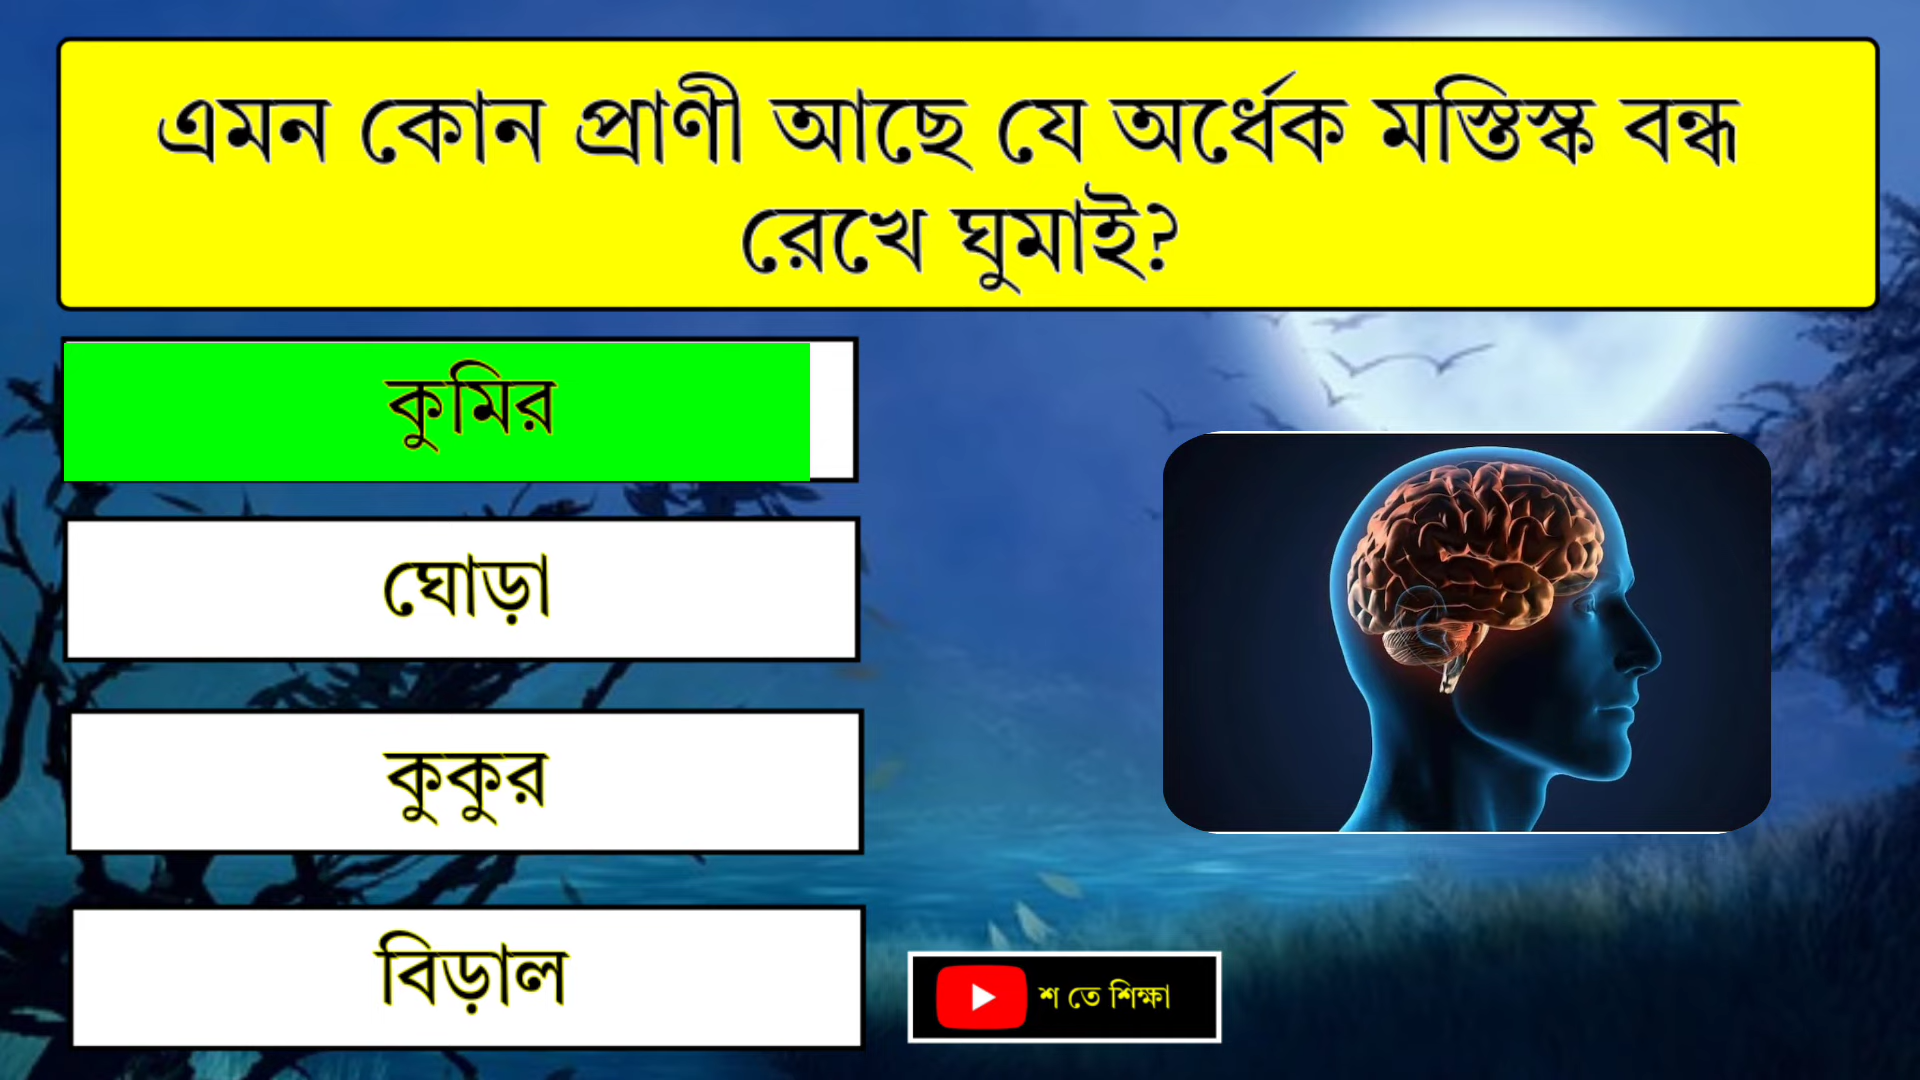 এমন কোন প্রাণী আছে যে অর্ধেক মস্তিস্ক বন্ধ
রেখে ঘুমাই?
কুমির
ঘোড়া
কুকুর
বিড়াল
শ তে শিক্ষা